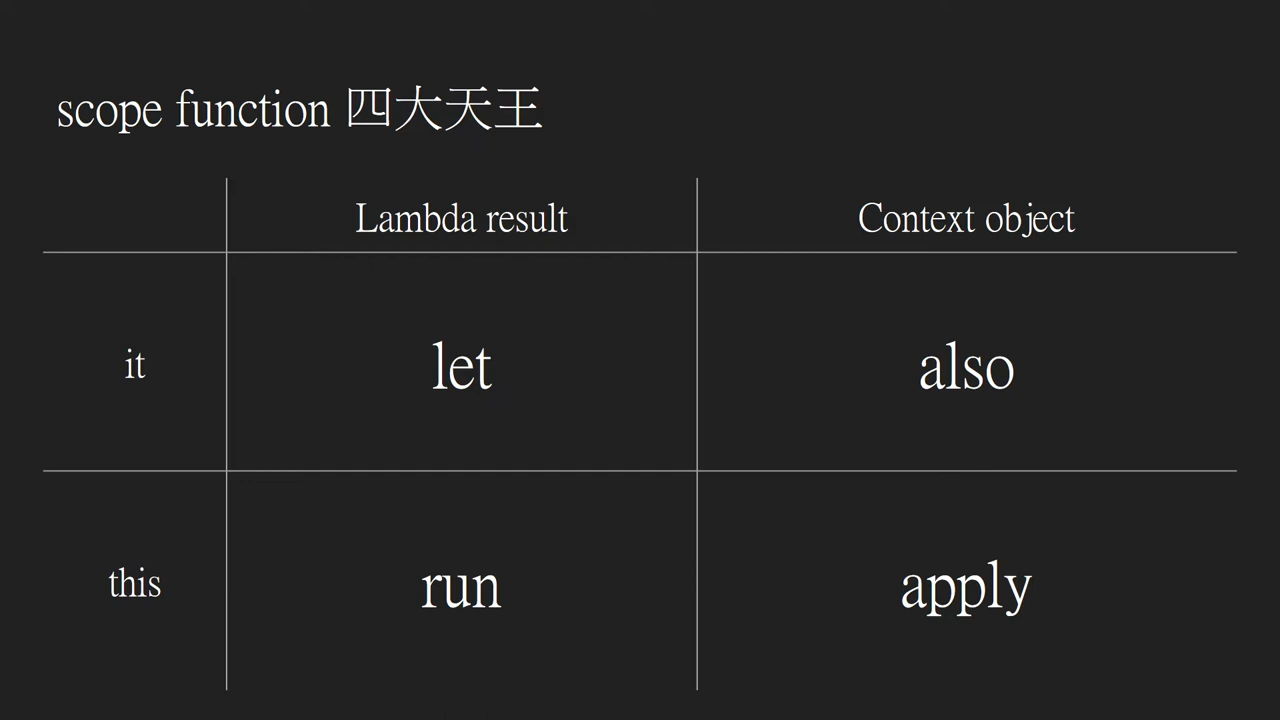 scope function 四大天王
Lambda result Context object
it let also
this run apply